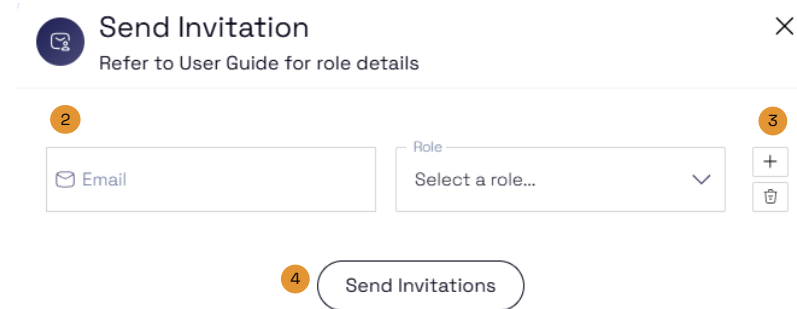 Send Invitation
Refer to User Guide for role details
2
3
Role
Email
Select a role...
4
Send Invitations